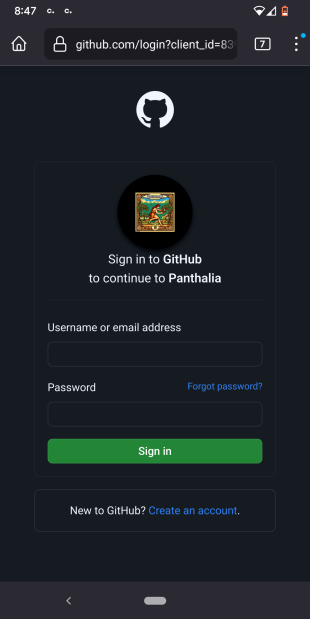 8:47
github.com/login?client_id=83
7
Sign in to GitHub
to continue to Panthalia
Username or email address
Password
Forgot password?
Sign in
New to GitHub? Create an account.